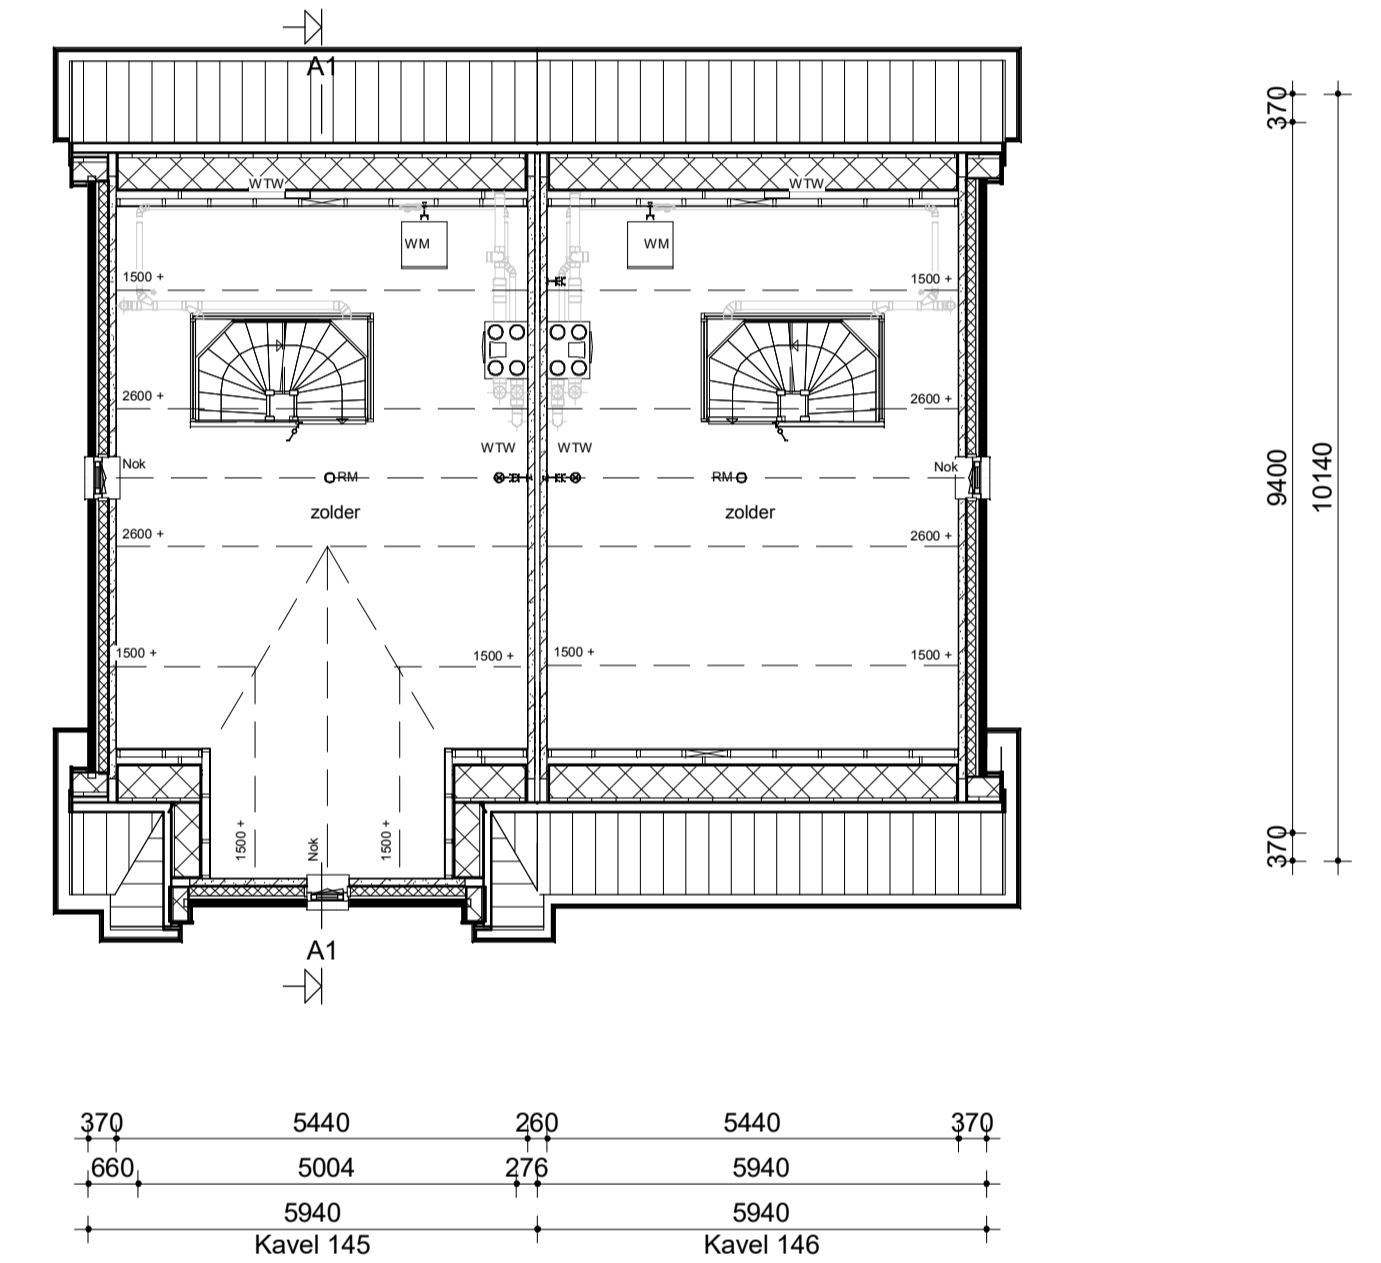 A1
370
WTW WTW
WM WM
1500 + 1500 +
2600 + 2600 +
WTW WTW
Nok Nok
RM RM
9400
10140
zolder zolder
2600 + 2600 +
1500 + 1500 + 1500 + 1500 +
1500 + Nok 1500 +
370
A1
370 5440 260 5440 370
660 5004 276 5940
5940 5940
Kavel 145 Kavel 146